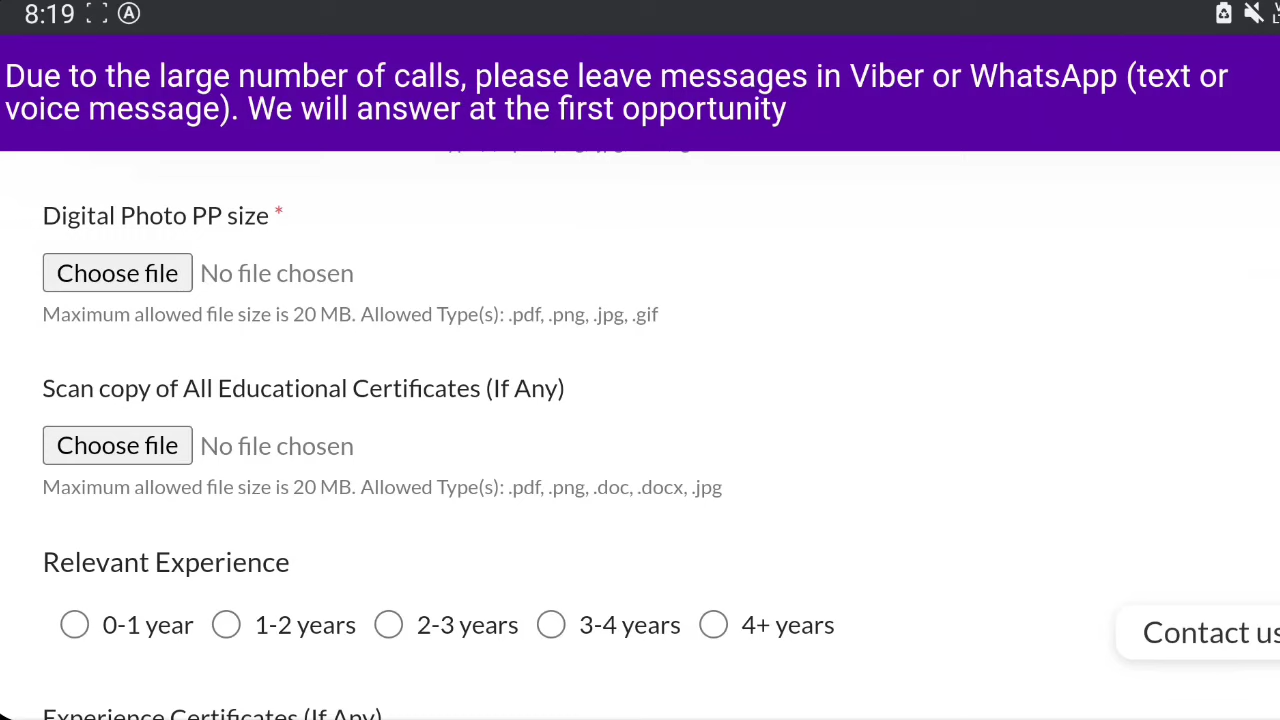 8:19
Due to the large number of calls, please leave messages in Viber or WhatsApp (text or
voice message). We will answer at the first opportunity
Digital Photo PP size *
Choose file No file chosen
Maximum allowed file size is 20 MB. Allowed Type(s): .pdf, .png, .jpg, .gif
Scan copy of All Educational Certificates (If Any)
Choose file No file chosen
Maximum allowed file size is 20 MB. Allowed Type(s): .pdf, .png, .doc, .docx, .jpg
Relevant Experience
0-1 year 1-2 years 2-3 years 3-4 years 4+ years
Contact us
Experience Certificates (If Any)